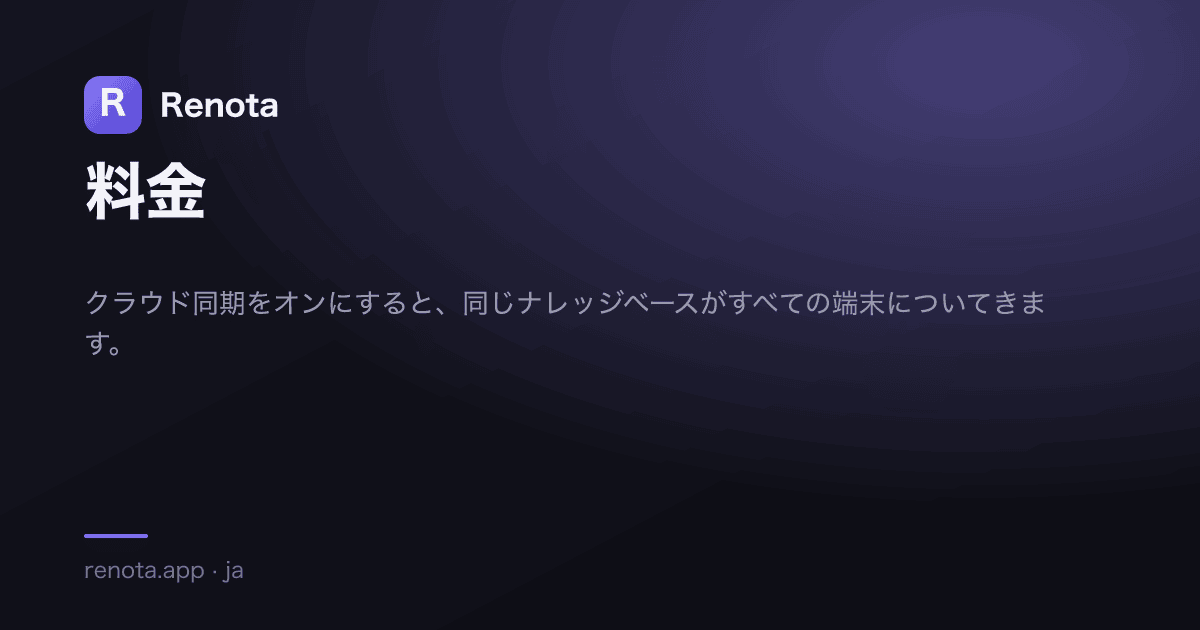 R Renota
料金
クラウド同期をオンにすると、同じナレッジベースがすべての端末についてきま
す。
renota.app · ja